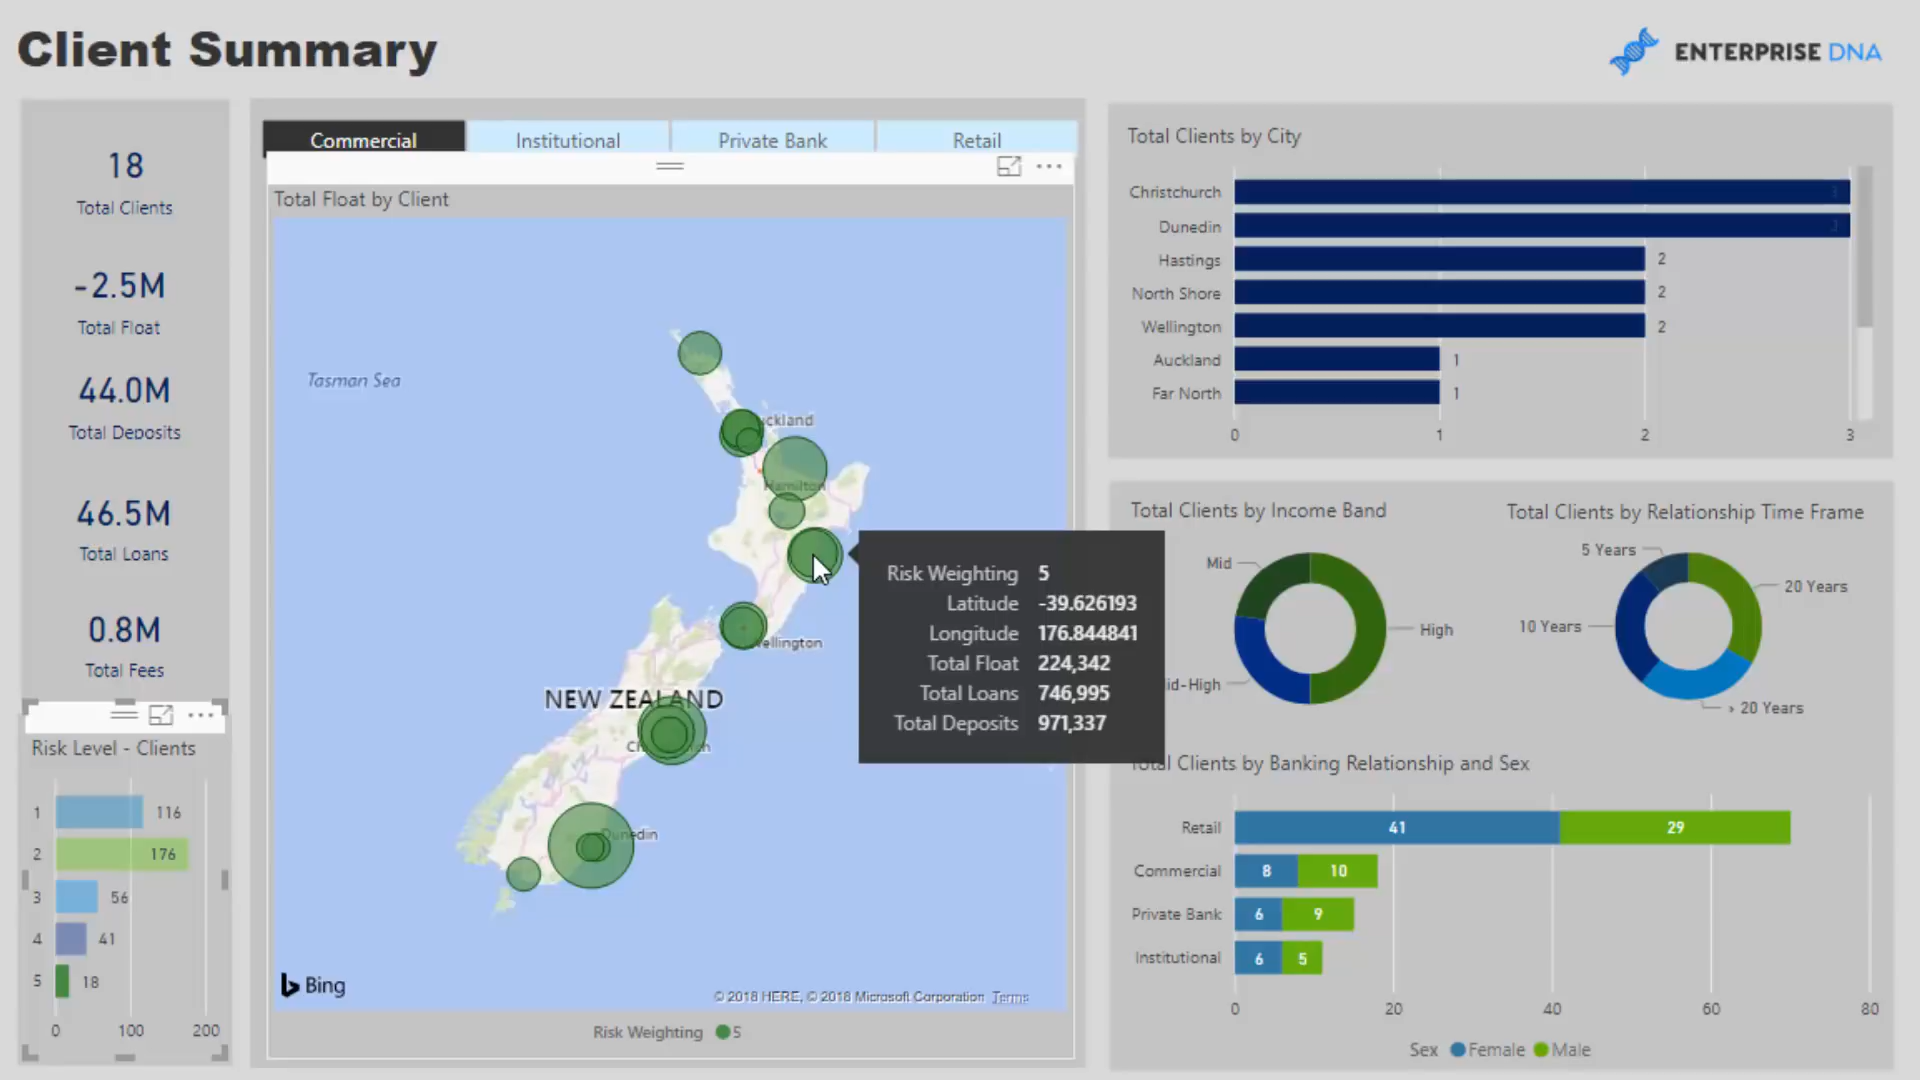 Client Summary
ENTERPRISE DNA
18
Total Clients
-2.5M
Total Float
44.0M
Total Deposits
46.5M
Total Loans
0.8M
Total Fees
Risk Level - Clients
1 116
2 176
3 56
4 41
5 18
0 100 200
Commercial Institutional Private Bank Retail
Total Float by Client
Tasman Sea
Hamilton
NEW ZEALAND
Dunedin
Risk Weighting 5
Latitude -39.626193
Longitude 176.844841
Total Float 224,342
Total Loans 746,995
Total Deposits 971,337
Bing
© 2018 HERE, © 2018 Microsoft Corporation Terms
Risk Weighting 5
Total Clients by City
Christchurch 3
Dunedin 3
Hastings 2
North Shore 2
Wellington 2
Auckland 1
Far North 1
0 1 2 3
Total Clients by Income Band
Mid
High
id-High
Total Clients by Relationship Time Frame
5 Years
20 Years
10 Years
> 20 Years
Total Clients by Banking Relationship and Sex
Retail 41 29
Commercial 8 10
Private Bank 6 9
Institutional 6 5
0 20 40 60 80
Sex Female Male